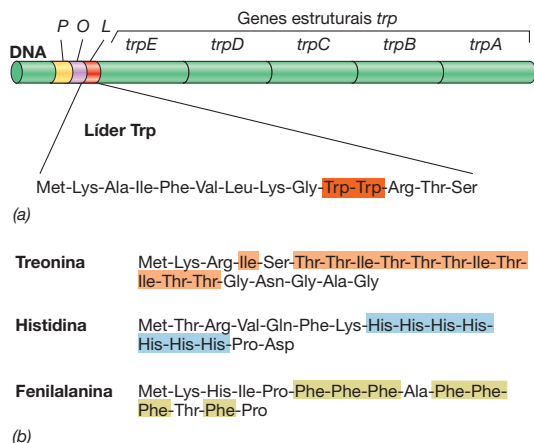 Genes estruturais trp
P O L
DNA
trpE trpD trpC trpB trpA
Líder Trp
Met-Lys-Ala-Ile-Phe-Val-Leu-Lys-Gly-Trp-Trp-Arg-Thr-Ser
(a)
Treonina Met-Lys-Arg-Ile-Ser-Thr-Thr-Ile-Thr-Thr-Thr-Ile-Thr-
Ile-Thr-Thr-Gly-Asn-Gly-Ala-Gly
Histidina Met-Thr-Arg-Val-Gln-Phe-Lys-His-His-His-His-
His-His-His-Pro-Asp
Fenilalanina Met-Lys-His-Ile-Pro-Phe-Phe-Phe-Ala-Phe-Phe-
Phe-Thr-Phe-Pro
(b)